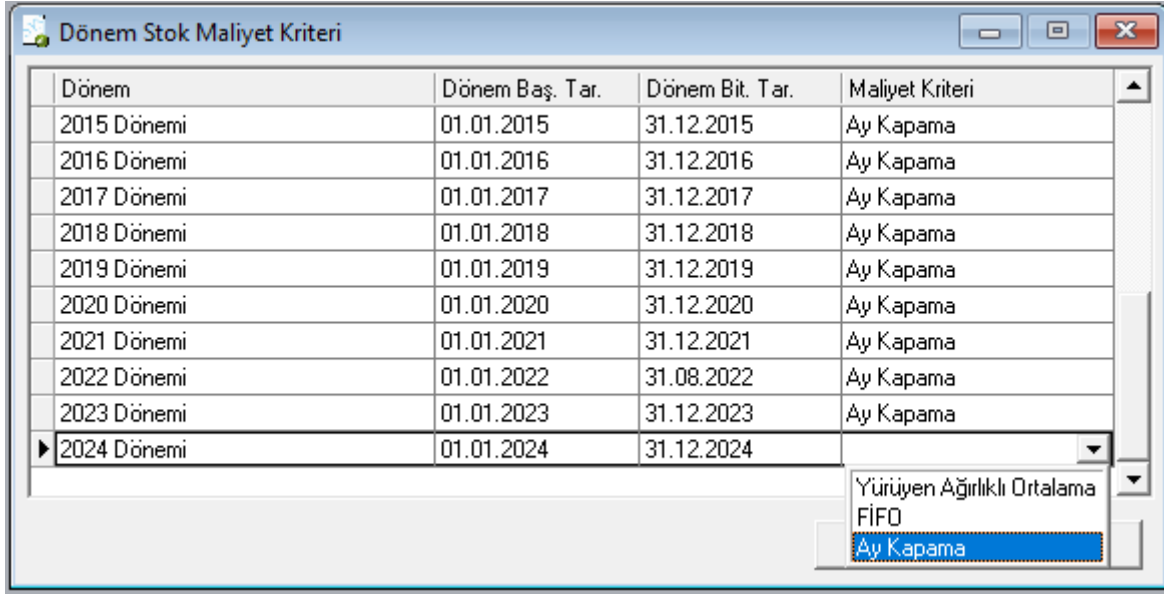 Dönem Stok Maliyet Kriteri
Dönem Dönem Baş. Tar. Dönem Bit. Tar. Maliyet Kriteri
2015 Dönemi 01.01.2015 31.12.2015 Ay Kapama
2016 Dönemi 01.01.2016 31.12.2016 Ay Kapama
2017 Dönemi 01.01.2017 31.12.2017 Ay Kapama
2018 Dönemi 01.01.2018 31.12.2018 Ay Kapama
2019 Dönemi 01.01.2019 31.12.2019 Ay Kapama
2020 Dönemi 01.01.2020 31.12.2020 Ay Kapama
2021 Dönemi 01.01.2021 31.12.2021 Ay Kapama
2022 Dönemi 01.01.2022 31.08.2022 Ay Kapama
2023 Dönemi 01.01.2023 31.12.2023 Ay Kapama
2024 Dönemi 01.01.2024 31.12.2024
Yürüyen Ağırlıklı Ortalama
FİFO
Ay Kapama